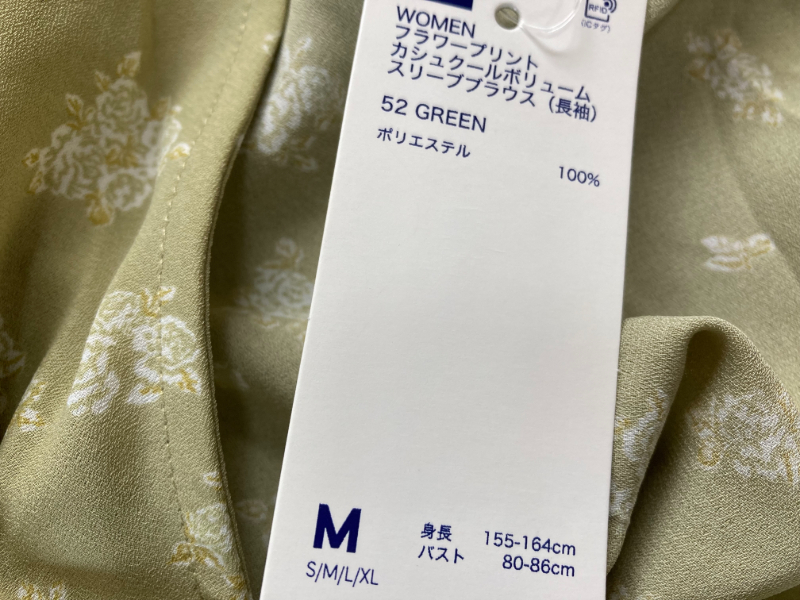 RFID
(ICタグ)
WOMEN
フラワープリント
カシュクールボリューム
スリーブブラウス(長袖)
52 GREEN
ポリエステル
100%
M
S/M/L/XL
身長 155-164cm
バスト 80-86cm